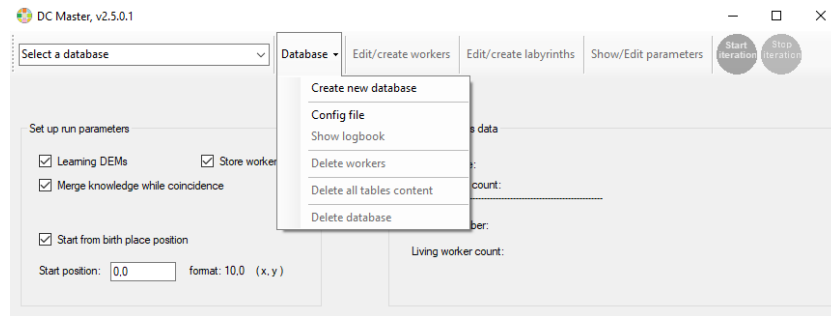 DC Master, v2.5.0.1
Select a database
Database
Edit/create workers
Edit/create labyrinths
Show/Edit parameters
Start iteration
Stop iteration
Create new database
Config file
Show logbook
Delete workers
Delete all tables content
Delete database
Set up run parameters
Learning DEMs
Store worker
Merge knowledge while coincidence
Start from birth place position
Start position: 0,0 format: 10,0 (x, y)
s data
e:
count:
ber:
Living worker count: